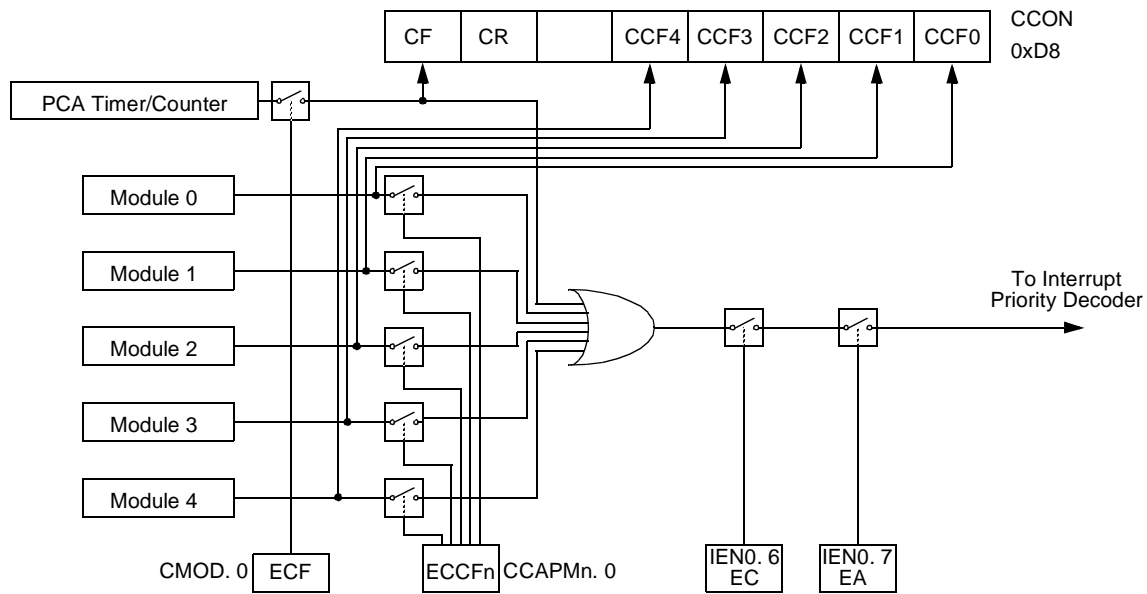 CF CR CCF4 CCF3 CCF2 CCF1 CCF0 CCON
0xD8
PCA Timer/Counter
Module 0
Module 1
Module 2
Module 3
Module 4
To Interrupt
Priority Decoder
CMOD. 0 ECF
ECCFn CCAPMn. 0
IEN0. 6
EC
IEN0. 7
EA